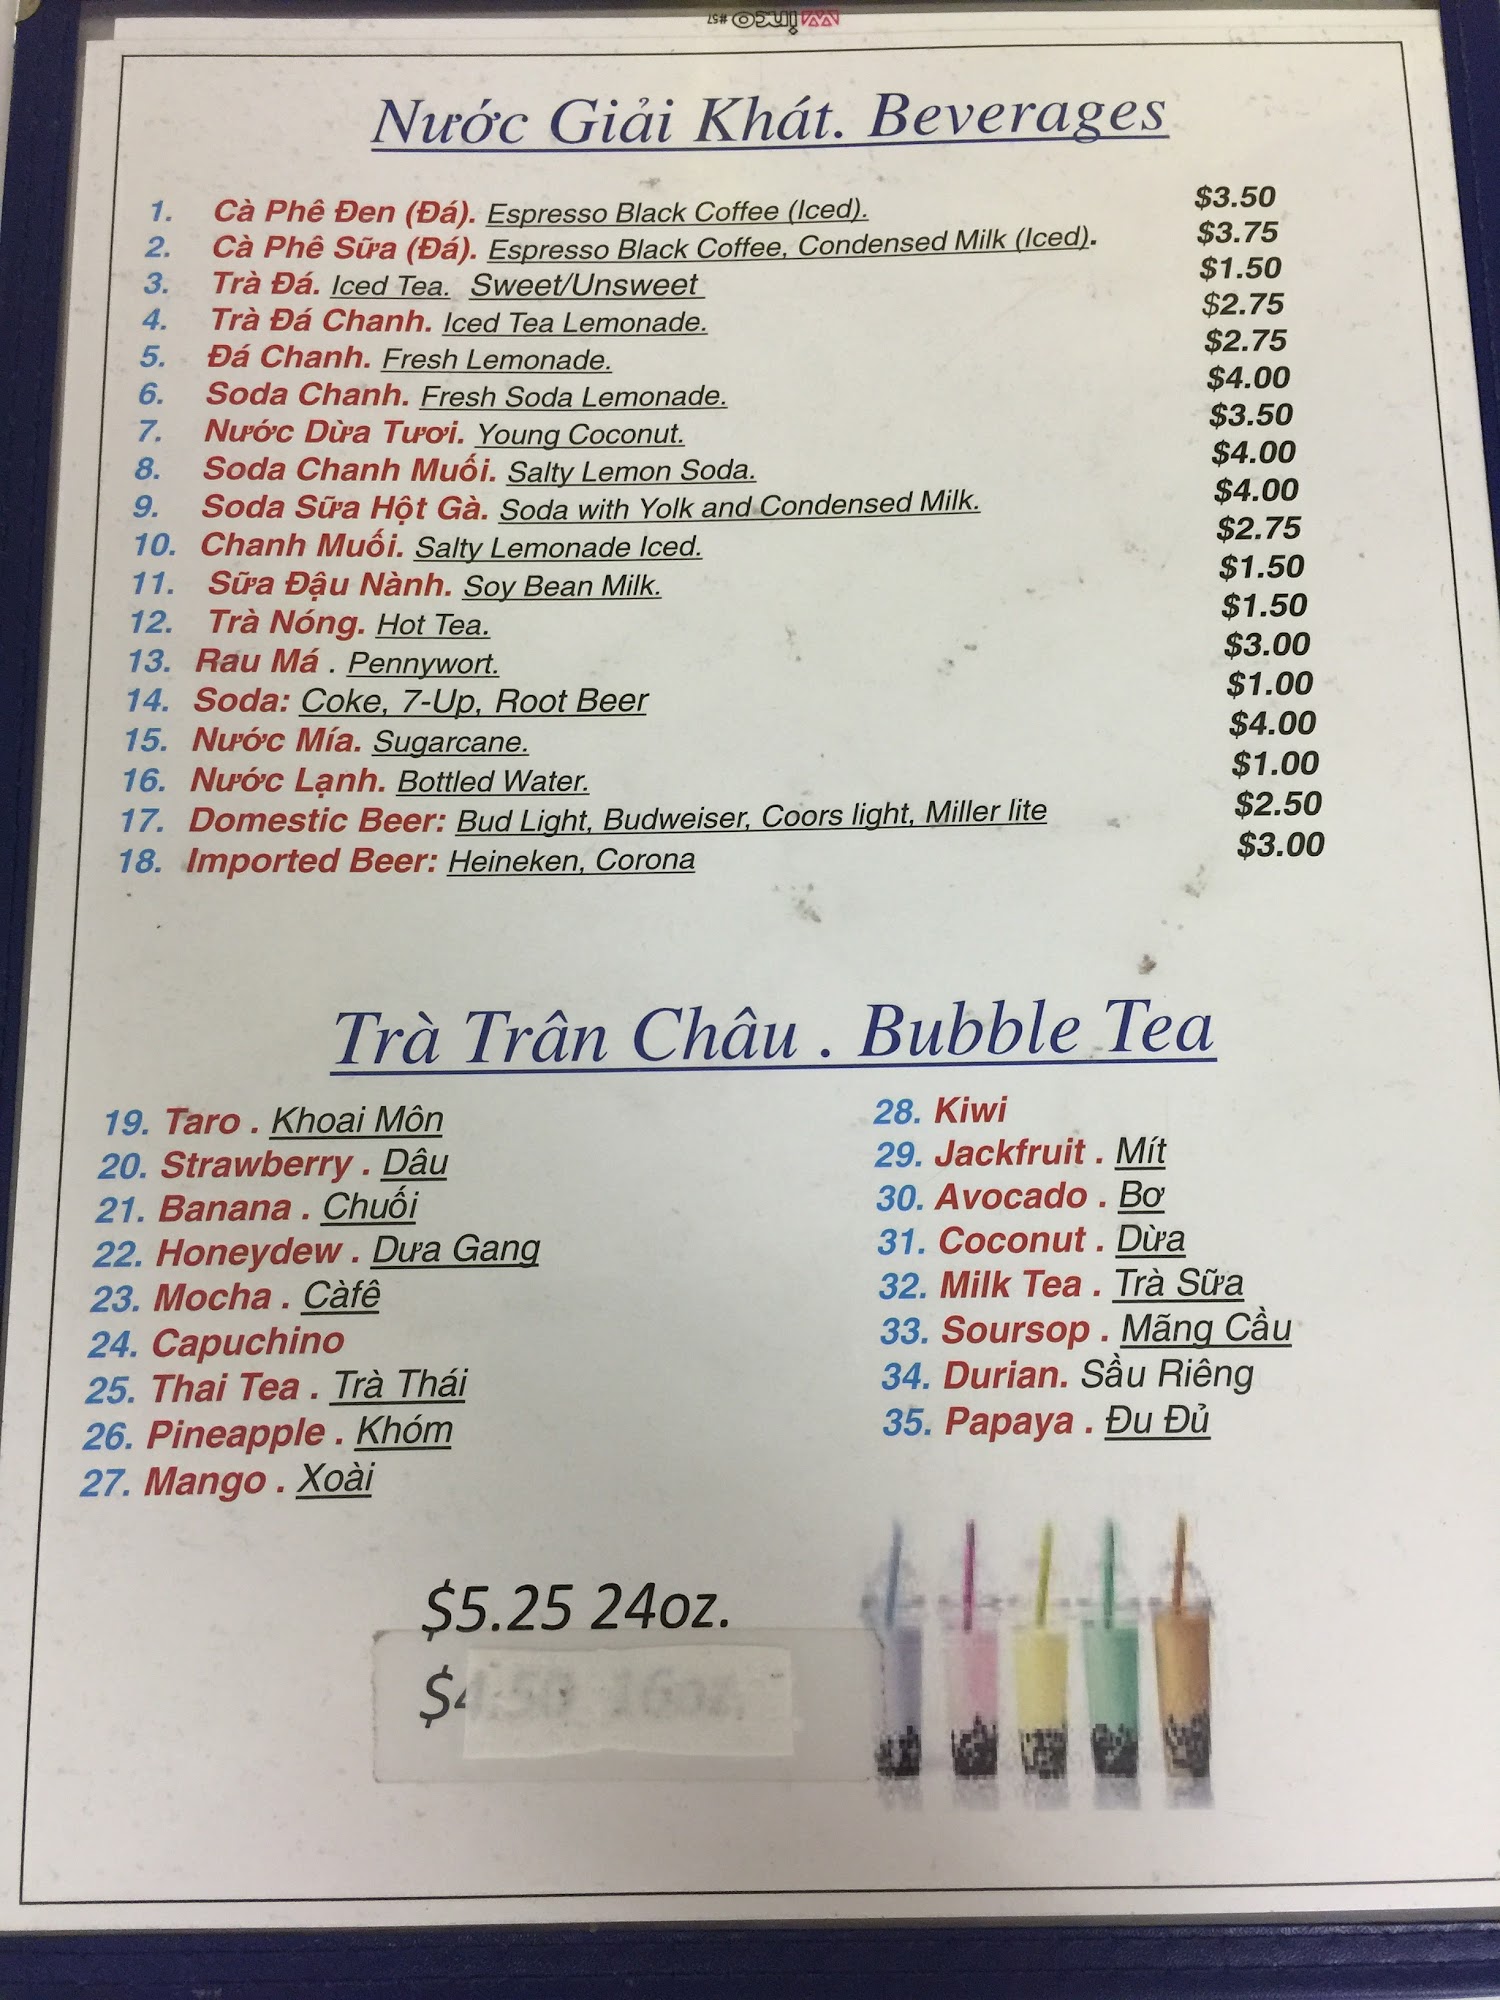 Nước Giải Khát. Beverages
1. Cà Phê Đen (Đá). Espresso Black Coffee (Iced). $3.50
2. Cà Phê Sữa (Đá). Espresso Black Coffee, Condensed Milk (Iced). $3.75
3. Trà Đá. Iced Tea. Sweet/Unsweet $1.50
4. Trà Đá Chanh. Iced Tea Lemonade. $2.75
5. Đá Chanh. Fresh Lemonade. $2.75
6. Soda Chanh. Fresh Soda Lemonade. $4.00
7. Nước Dừa Tươi. Young Coconut. $3.50
8. Soda Chanh Muối. Salty Lemon Soda. $4.00
9. Soda Sữa Hột Gà. Soda with Yolk and Condensed Milk. $4.00
10. Chanh Muối. Salty Lemonade Iced. $2.75
11. Sữa Đậu Nành. Soy Bean Milk. $1.50
12. Trà Nóng. Hot Tea. $1.50
13. Rau Má . Pennywort. $3.00
14. Soda: Coke, 7-Up, Root Beer $1.00
15. Nước Mía. Sugarcane. $4.00
16. Nước Lạnh. Bottled Water. $1.00
17. Domestic Beer: Bud Light, Budweiser, Coors light, Miller lite $2.50
18. Imported Beer: Heineken, Corona $3.00
Trà Trân Châu . Bubble Tea
19. Taro . Khoai Môn
20. Strawberry . Dâu
21. Banana . Chuối
22. Honeydew . Dưa Gang
23. Mocha . Càfê
24. Capuchino
25. Thai Tea . Trà Thái
26. Pineapple . Khóm
27. Mango . Xoài
28. Kiwi
29. Jackfruit . Mít
30. Avocado . Bơ
31. Coconut . Dừa
32. Milk Tea . Trà Sữa
33. Soursop . Mãng Cầu
34. Durian. Sầu Riêng
35. Papaya . Đu Đủ
$5.25 24oz.